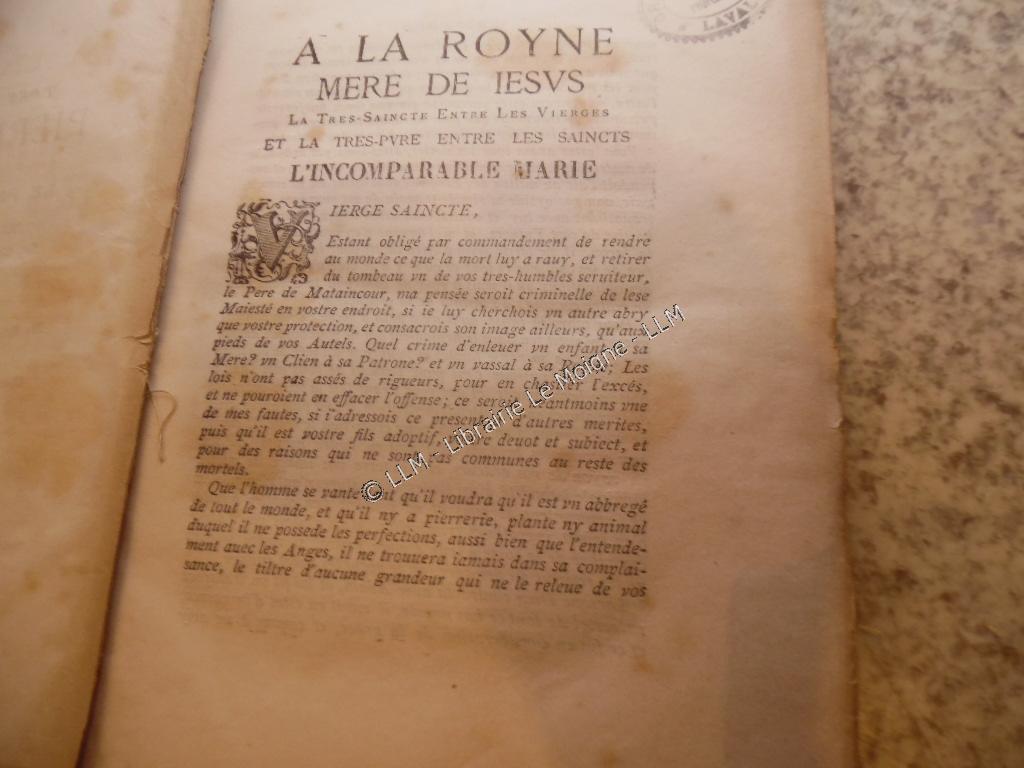 LAVAL
A LA ROYNE
MERE DE IESVS
LA TRES-SAINCTE ENTRE LES VIERGES
ET LA TRES-PVRE ENTRE LES SAINCTS
L'INCOMPARABLE MARIE
VIERGE SAINCTE,
Estant obligé par commandement de rendre
au monde ce que la mort luy a rauy, et retirer
du tombeau vn de vos tres-humbles seruiteur,
le Pere de Mataincour, ma pensée seroit criminelle de lese
Maiesté en vostre endroit, si ie luy cherchois vn autre abry
que vostre protection, et consacrois son image ailleurs, qu'aux
pieds de vos Autels. Quel crime d'enleuer vn enfant sa
Mere? vn Clien à sa Patrone? et vn vassal à sa Les
lois n'ont pas assés de rigueurs, pour en l'excés,
et ne pouroient en effacer l'offense; ce vne
de mes fautes, si i'adressois ce d'autres merites,
puis qu'il est vostre fils adoptif, deuot et subiect, et
pour des raisons qui ne communes au reste des
mortels.
Que l'homme se vante qu'il voudra qu'il est vn abbregé
de tout le monde, et qu'il ny a pierrerie, plante ny animal
duquel il ne possede les perfections, aussi bien que l'entende-
ment auec les Anges, il ne trouuera iamais dans sa complai-
sance, le tiltre d'aucune grandeur qui ne le releue de vos
© LLM - Librairie Le Moigne - LLM